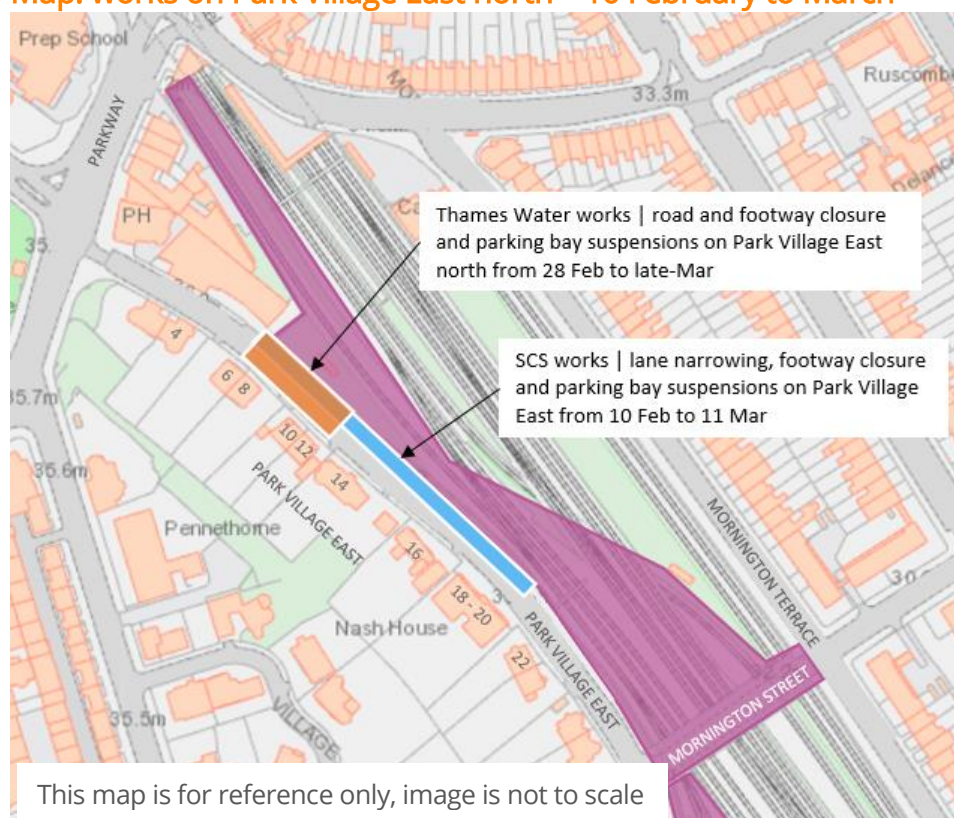 Map: works on Park Village East north – 10 February to March
Prep School
Ruscombe
MO
33.3m
PARKWAY
Delance
PH
Ca
Thames Water works | road and footway closure
and parking bay suspensions on Park Village East
north from 28 Feb to late-Mar
35.
4
SCS works | lane narrowing, footway closure
and parking bay suspensions on Park Village
East from 10 Feb to 11 Mar
6 8
5.7m
10 12
35.6m
14
PARK VILLAGE EAST
Pennethorne
MORNINGTON TERRACE
16
30.
18 - 20
Nash House
PARK VILLAGE EAST
22
MORNINGTON STREET
VILLAGE
35.5m
This map is for reference only, image is not to scale